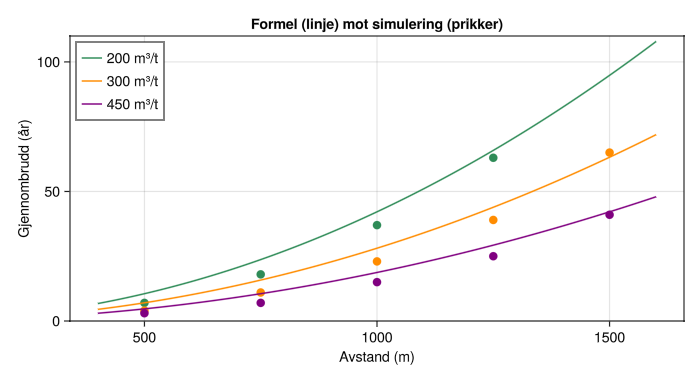 Formel (linje) mot simulering (prikker)
200 m³/t
300 m³/t
450 m³/t
Gjennombrudd (år)
100
50
0
500
1000
1500
Avstand (m)